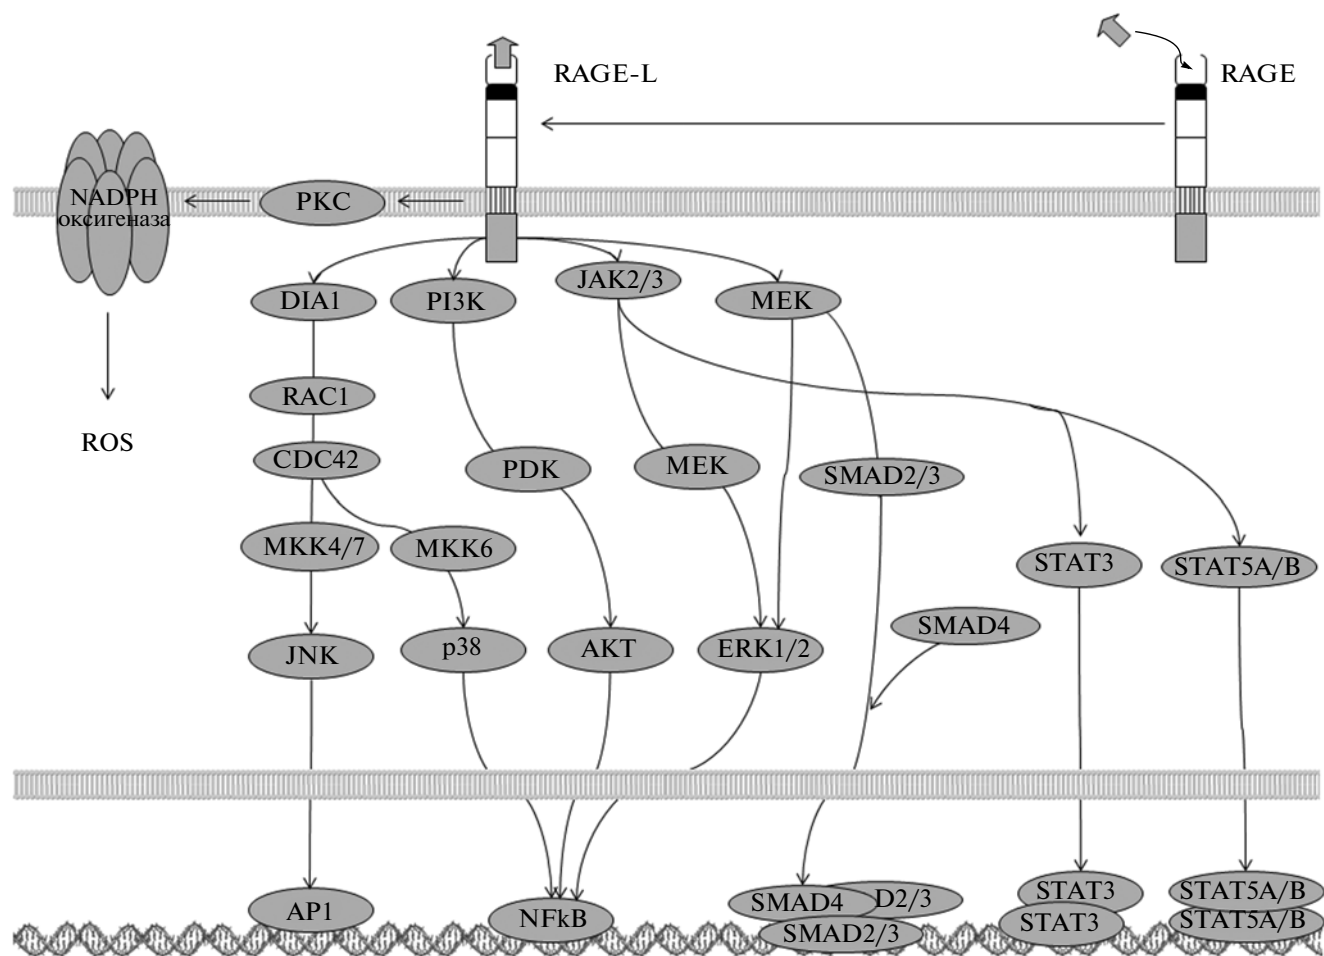 RAGE-L
RAGE
NADPH
оксигеназа
PKC
DIA1
PI3K
JAK2/3
MEK
RAC1
ROS
CDC42
PDK
MEK
SMAD2/3
MKK4/7
MKK6
STAT3
STAT5A/B
SMAD4
JNK
p38
AKT
ERK1/2
AP1
NFkB
SMAD4
D2/3
SMAD2/3
STAT3
STAT3
STAT5A/B
STAT5A/B